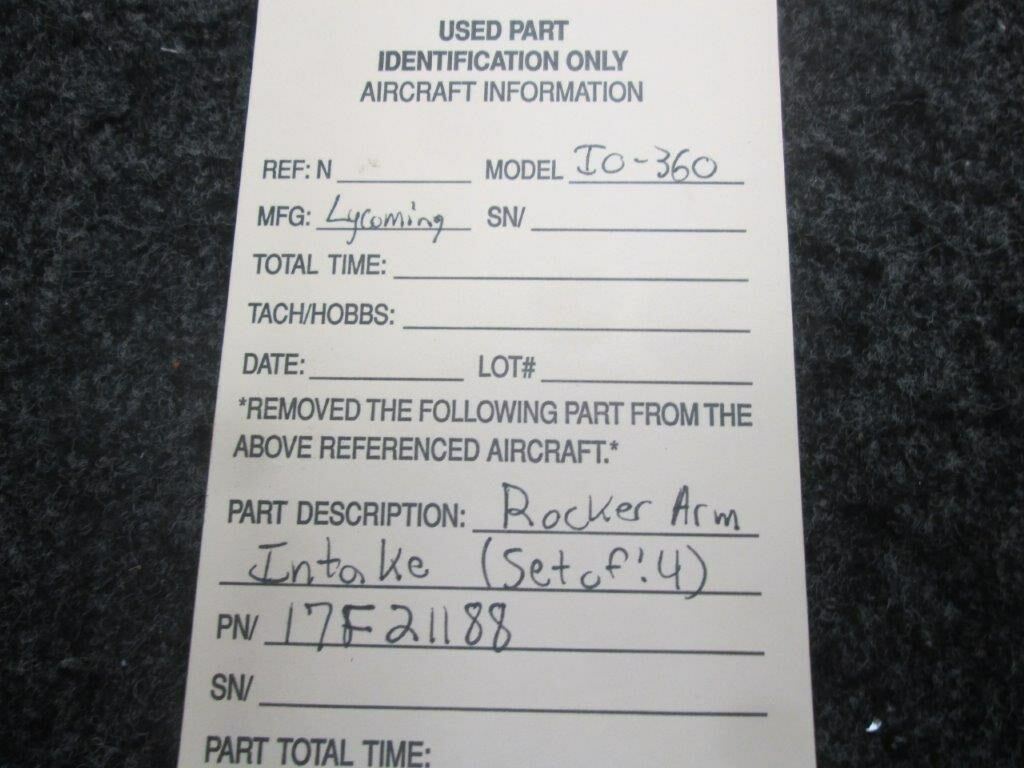 USED PART
IDENTIFICATION ONLY
AIRCRAFT INFORMATION
REF: N MODEL IO-360
MFG: Lycoming SN/
TOTAL TIME:
TACH/HOBBS:
DATE: LOT#
*REMOVED THE FOLLOWING PART FROM THE
ABOVE REFERENCED AIRCRAFT.*
PART DESCRIPTION: Rocker Arm
Intake (Set of: 4)
PN/ 17F21188
SN/
PART TOTAL TIME: